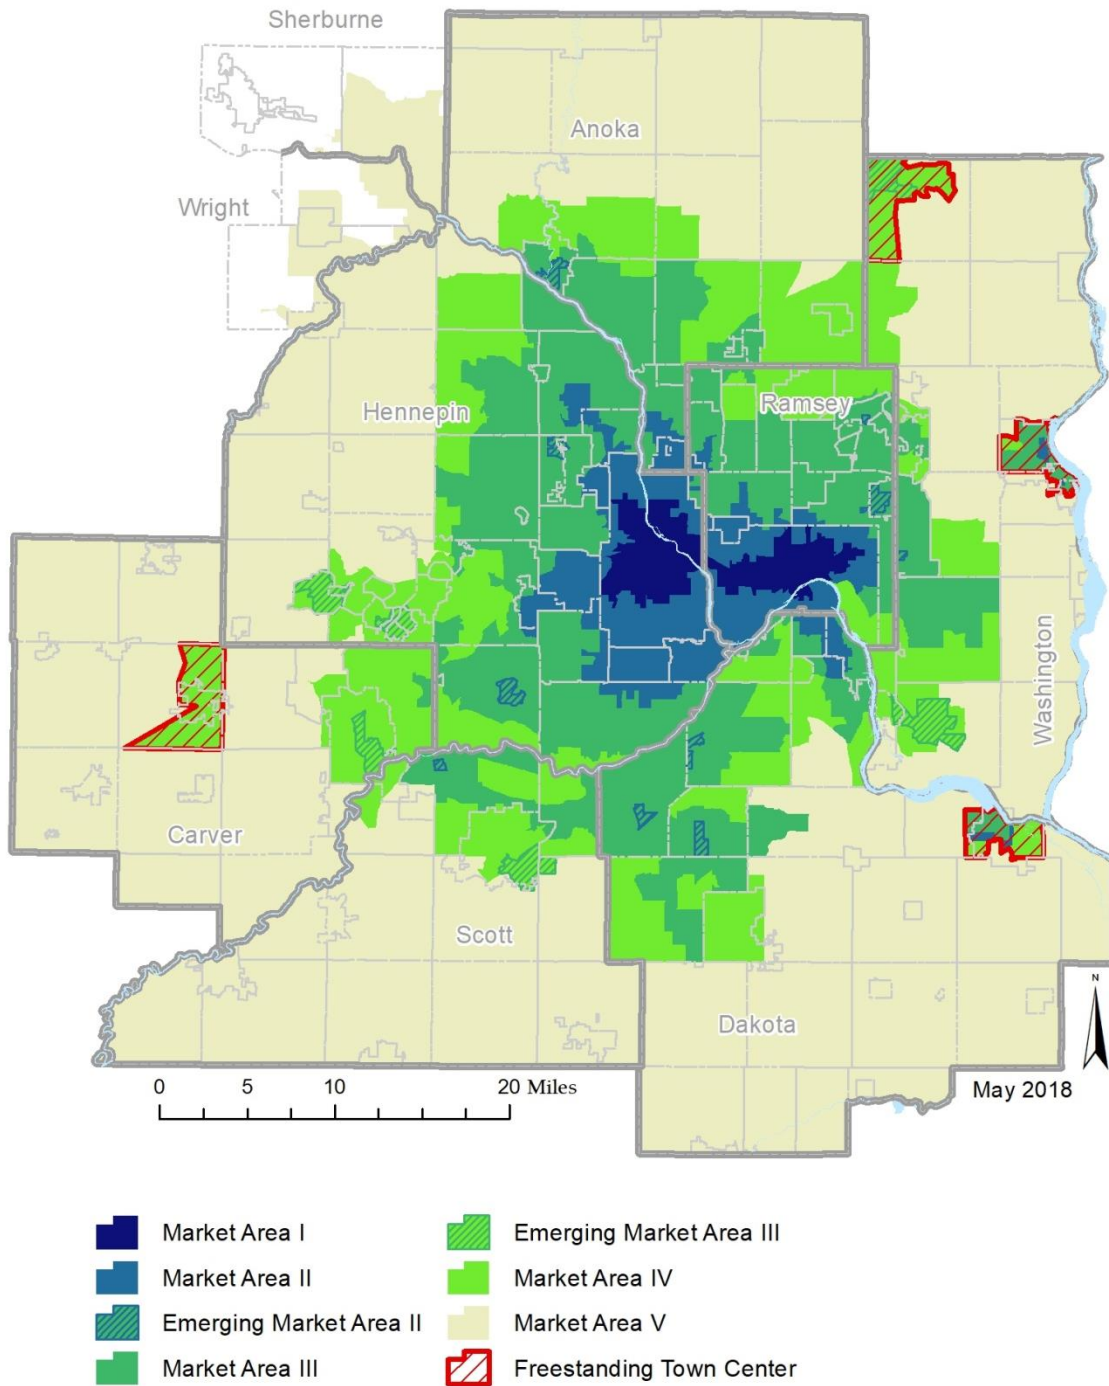 Sherburne
Anoka
Wright
Hennepin
Ramsey
Washington
Carver
Scott
Dakota
N
0 5 10 20 Miles
May 2018
Market Area I
Market Area II
Emerging Market Area II
Market Area III
Emerging Market Area III
Market Area IV
Market Area V
Freestanding Town Center